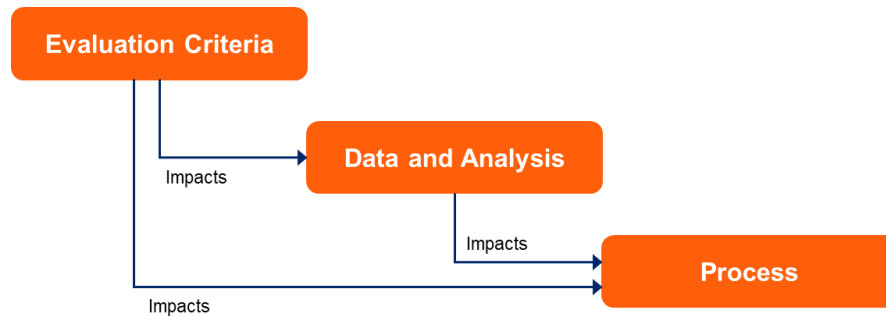 Evaluation Criteria
Data and Analysis
Impacts
Impacts
Process
Impacts